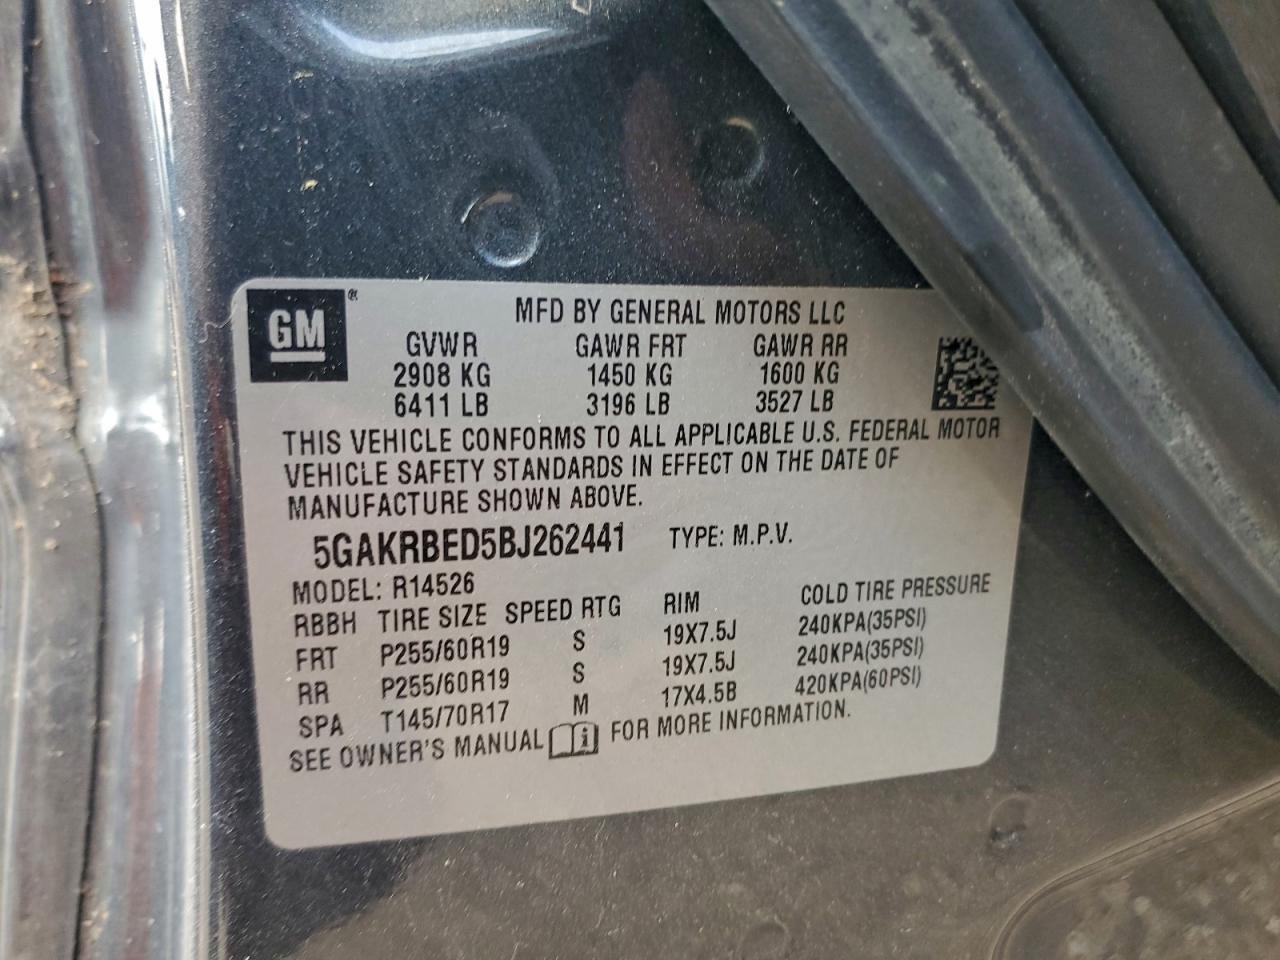 GM ®
MFD BY GENERAL MOTORS LLC
GVWR GAWR FRT GAWR RR
2908 KG 1450 KG 1600 KG
6411 LB 3196 LB 3527 LB
THIS VEHICLE CONFORMS TO ALL APPLICABLE U.S. FEDERAL MOTOR
VEHICLE SAFETY STANDARDS IN EFFECT ON THE DATE OF
MANUFACTURE SHOWN ABOVE.
5GAKRBED5BJ262441 TYPE: M.P.V.
MODEL: R14526
RBBH TIRE SIZE SPEED RTG RIM COLD TIRE PRESSURE
FRT P255/60R19 S 19X7.5J 240KPA(35PSI)
RR P255/60R19 S 19X7.5J 240KPA(35PSI)
SPA T145/70R17 M 17X4.5B 420KPA(60PSI)
SEE OWNER'S MANUAL i FOR MORE INFORMATION.